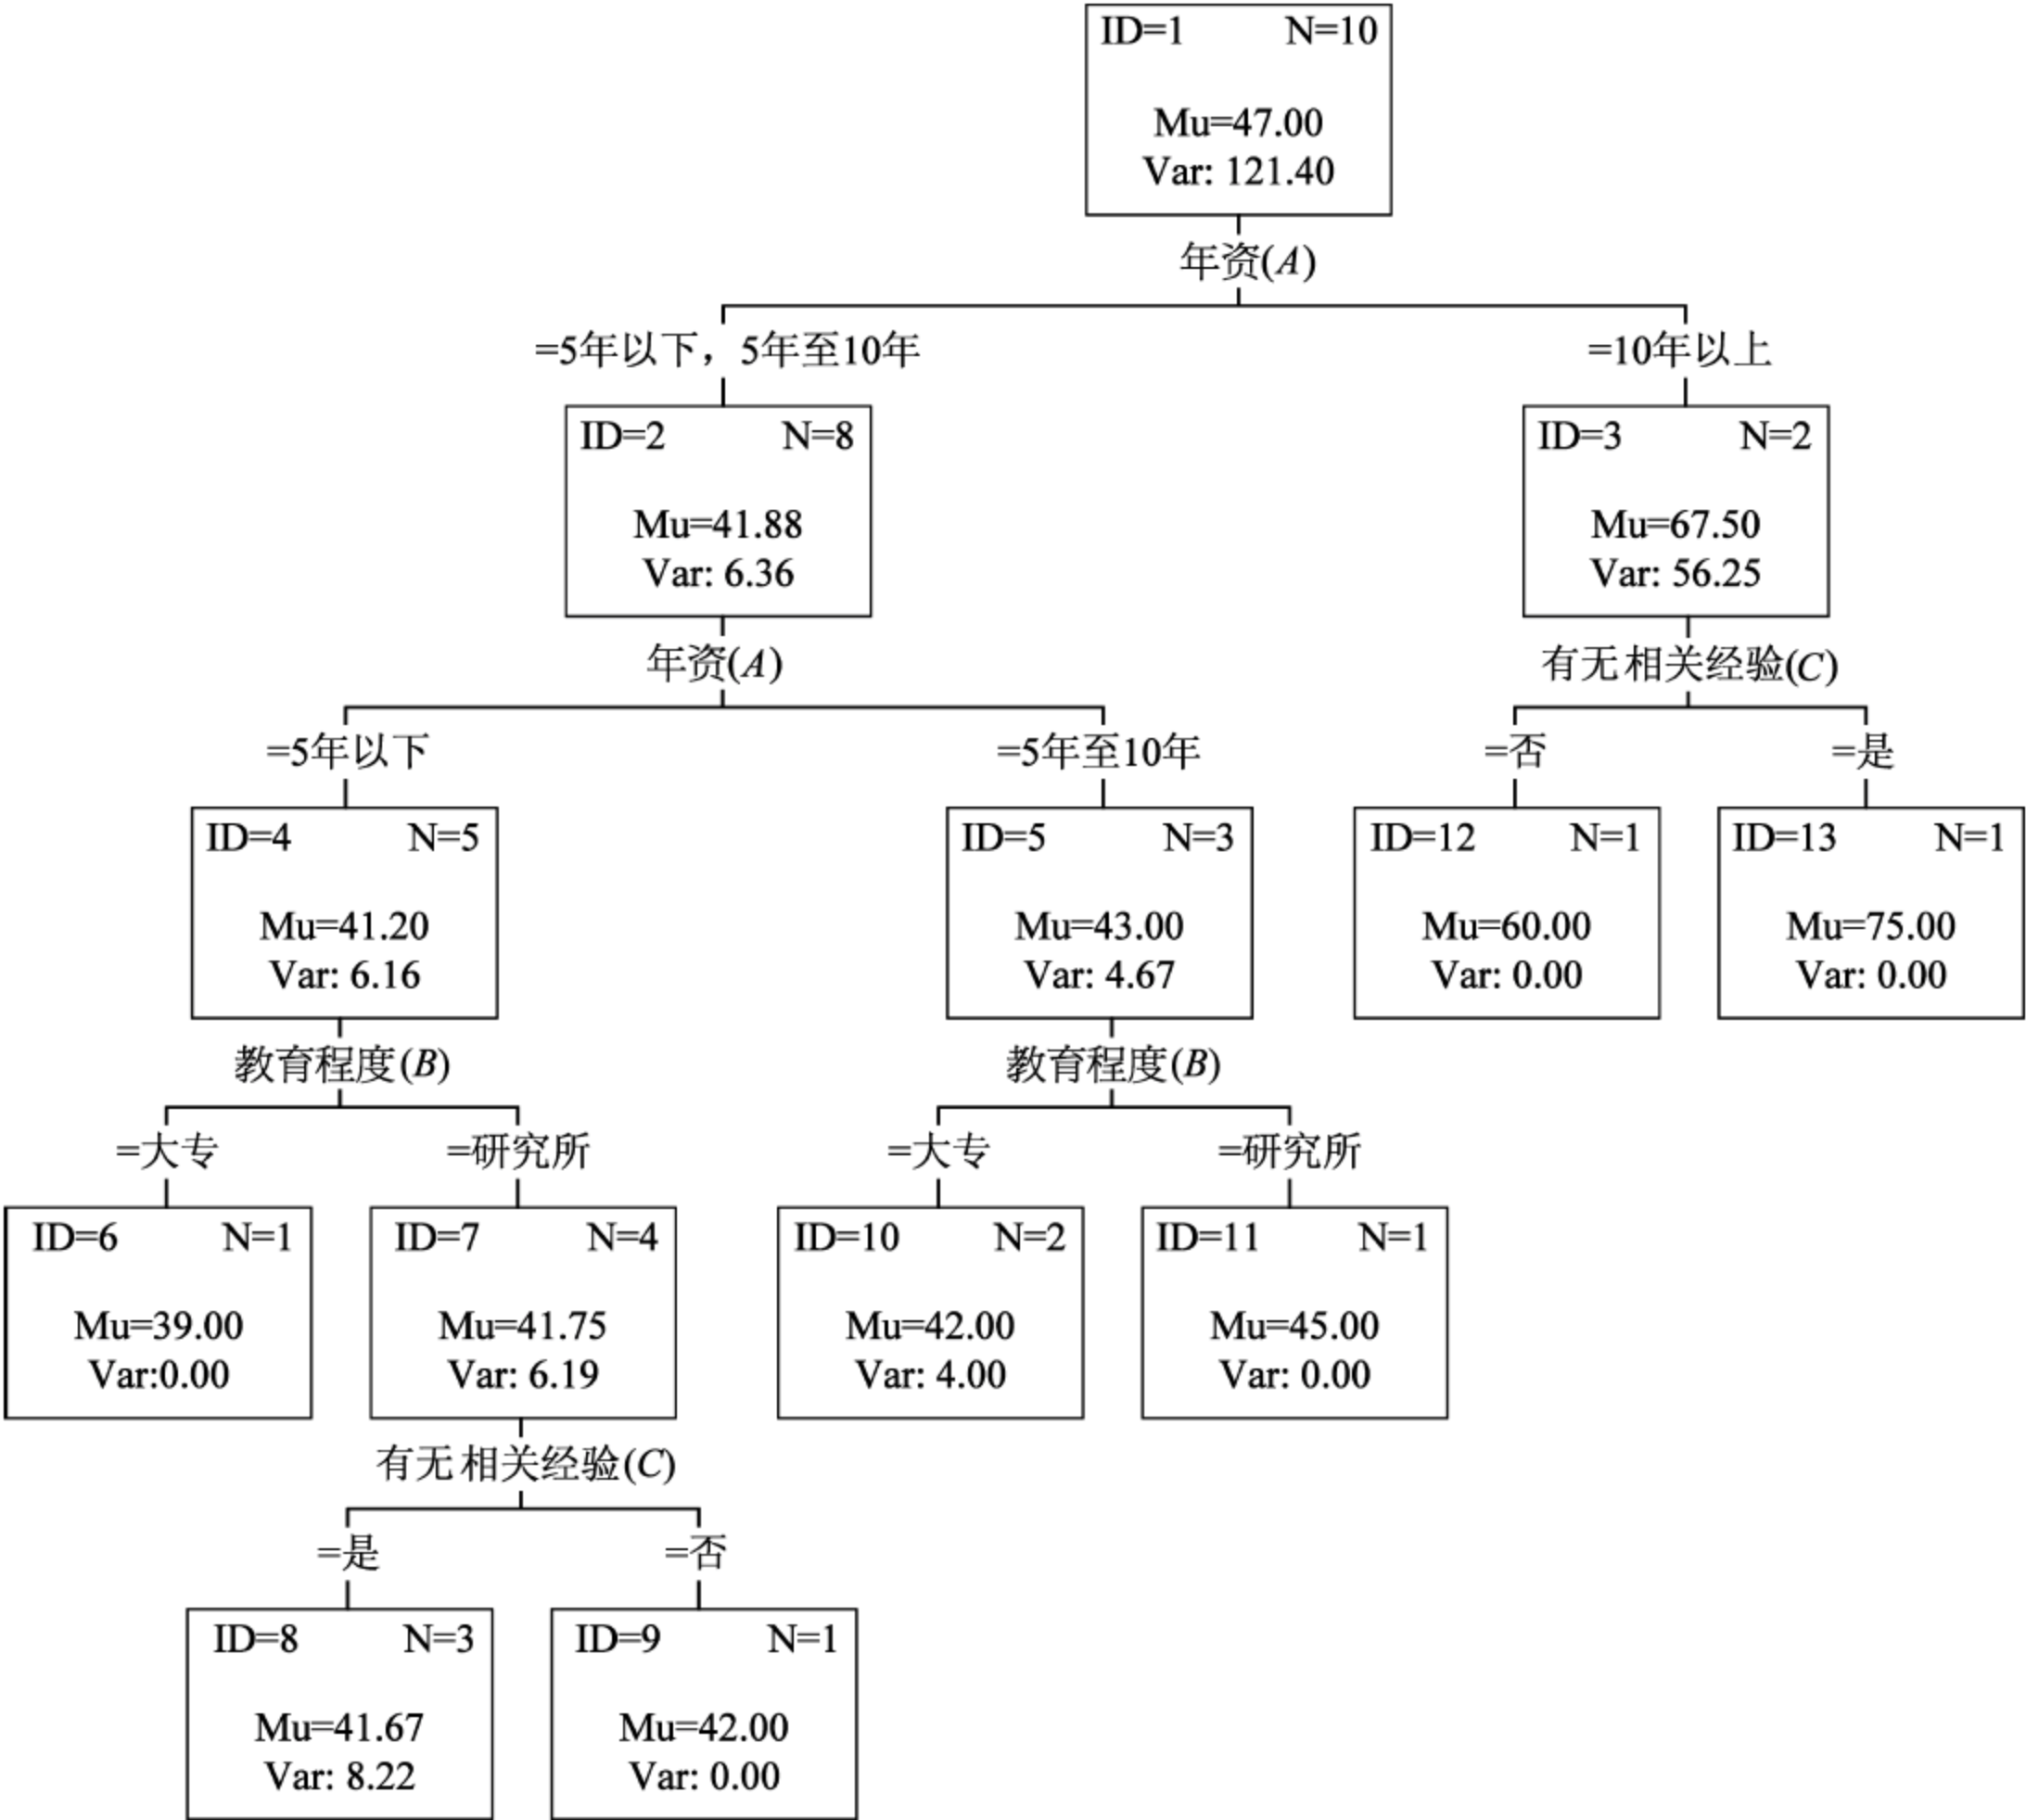 ID=1 N=10
Mu=47.00
Var: 121.40
年资(A)
=5年以下，5年至10年
=10年以上
ID=2 N=8
Mu=41.88
Var: 6.36
ID=3 N=2
Mu=67.50
Var: 56.25
年资(A)
有无相关经验(C)
=5年以下
=5年至10年
=否
=是
ID=4 N=5
Mu=41.20
Var: 6.16
ID=5 N=3
Mu=43.00
Var: 4.67
ID=12 N=1
Mu=60.00
Var: 0.00
ID=13 N=1
Mu=75.00
Var: 0.00
教育程度(B)
教育程度(B)
=大专
=研究所
=大专
=研究所
ID=6 N=1
Mu=39.00
Var:0.00
ID=7 N=4
Mu=41.75
Var: 6.19
ID=10 N=2
Mu=42.00
Var: 4.00
ID=11 N=1
Mu=45.00
Var: 0.00
有无相关经验(C)
=是
=否
ID=8 N=3
Mu=41.67
Var: 8.22
ID=9 N=1
Mu=42.00
Var: 0.00